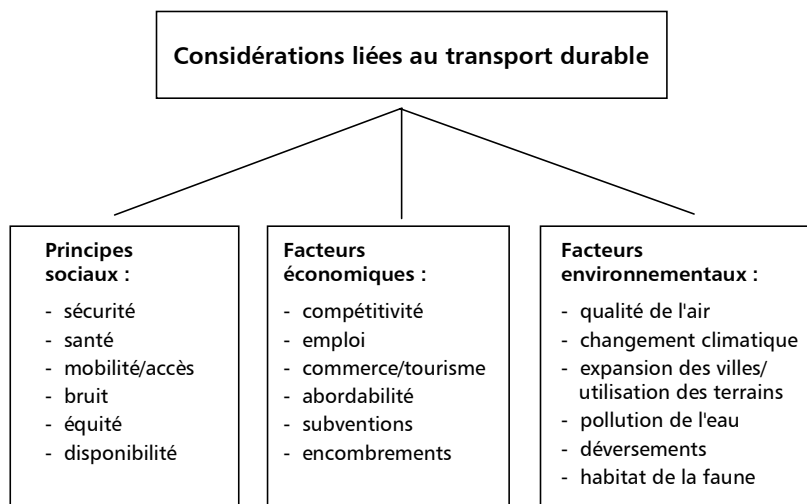 Considérations liées au transport durable
Principes
sociaux :
- sécurité
- santé
- mobilité/accès
- bruit
- équité
- disponibilité
Facteurs
économiques :
- compétitivité
- emploi
- commerce/tourisme
- abordabilité
- subventions
- encombrements
Facteurs
environnementaux :
- qualité de l'air
- changement climatique
- expansion des villes/
utilisation des terrains
- pollution de l'eau
- déversements
- habitat de la faune